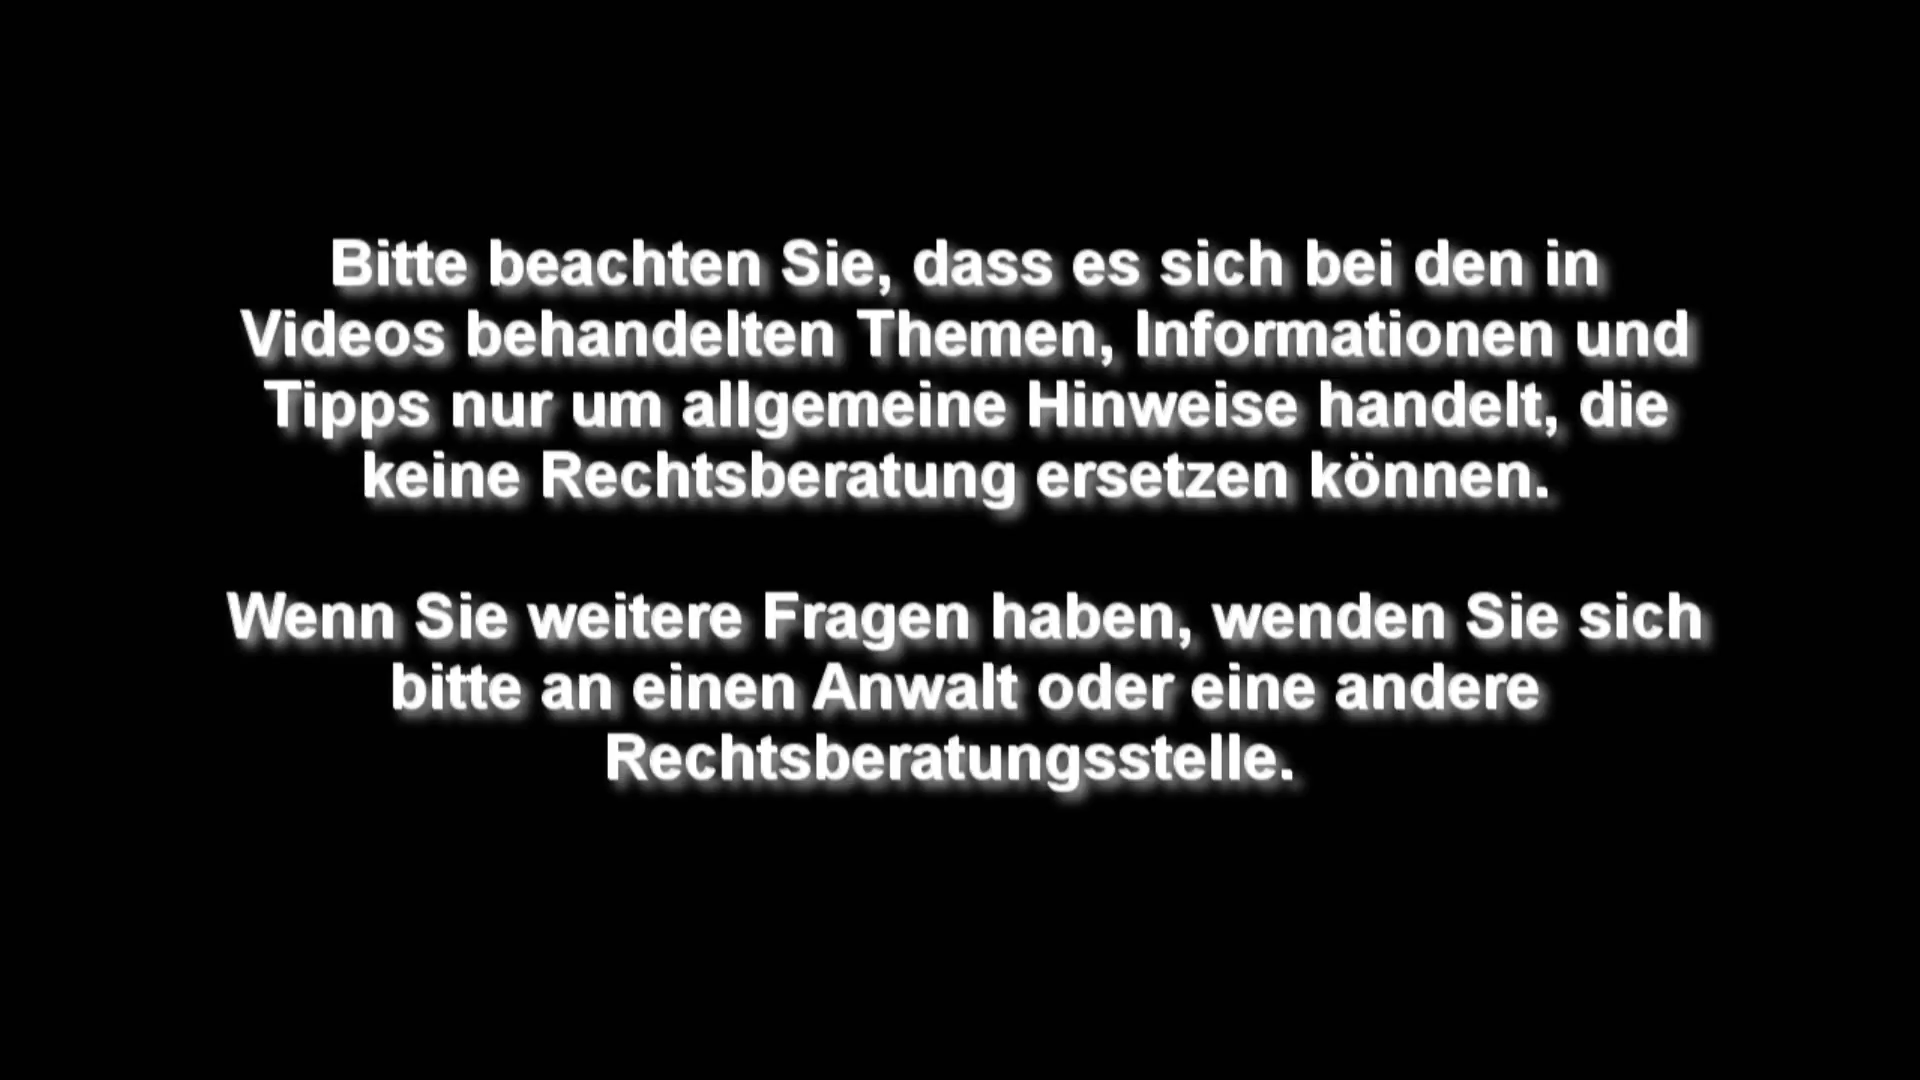 Bitte beachten Sie, dass es sich bei den in
Videos behandelten Themen, Informationen und
Tipps nur um allgemeine Hinweise handelt, die
keine Rechtsberatung ersetzen können.
Wenn Sie weitere Fragen haben, wenden Sie sich
bitte an einen Anwalt oder eine andere
Rechtsberatungsstelle.